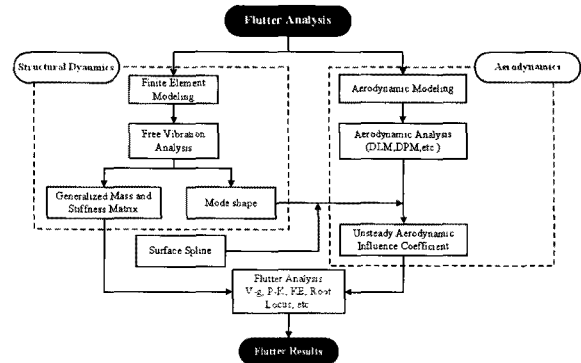 Flutter Analysis
Structural Dynamics
Aerodynamics
Finite Element
Modeling
Aerodynamic Modeling
Free Vibration
Analysis
Aerodynamic Analysis
(DLM,DPM,etc )
Generalized Mass and
Stiffness Matrix
Mode shape
Surface Spline
Unsteady Aerodynamic
Influence Coefficient
Flutter Analysis
V-g, P-K, KE, Root
Locus, etc
Flutter Results